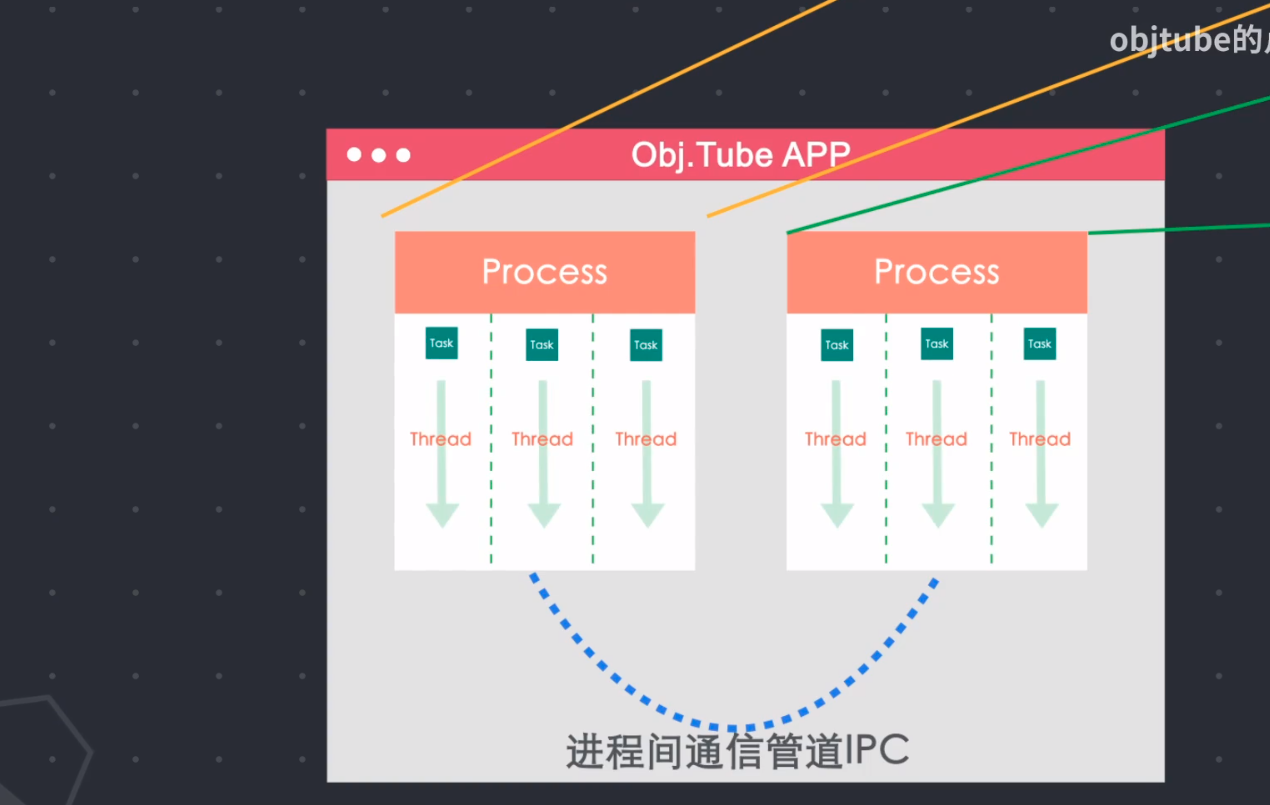 objtube的
Obj.Tube APP
Process Process
Task Task Task Task Task Task
Thread Thread Thread Thread Thread Thread
进程间通信管道IPC